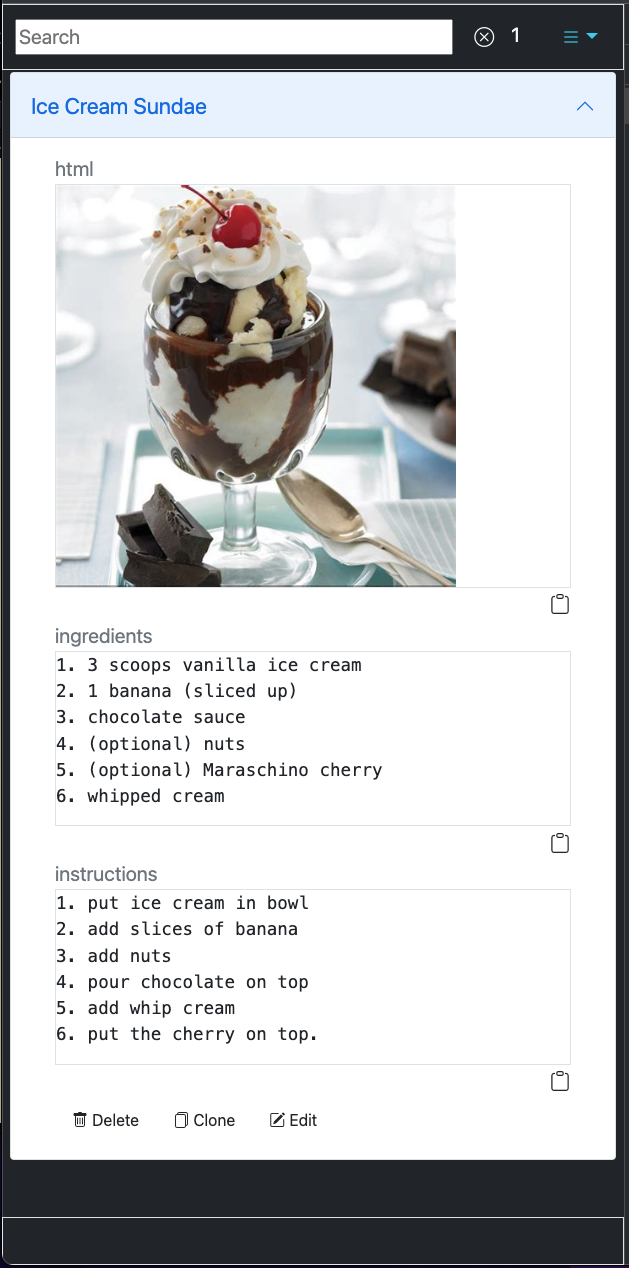 Search
1
Ice Cream Sundae
html
ingredients
1. 3 scoops vanilla ice cream
2. 1 banana (sliced up)
3. chocolate sauce
4. (optional) nuts
5. (optional) Maraschino cherry
6. whipped cream
instructions
1. put ice cream in bowl
2. add slices of banana
3. add nuts
4. pour chocolate on top
5. add whip cream
6. put the cherry on top.
Delete Clone Edit